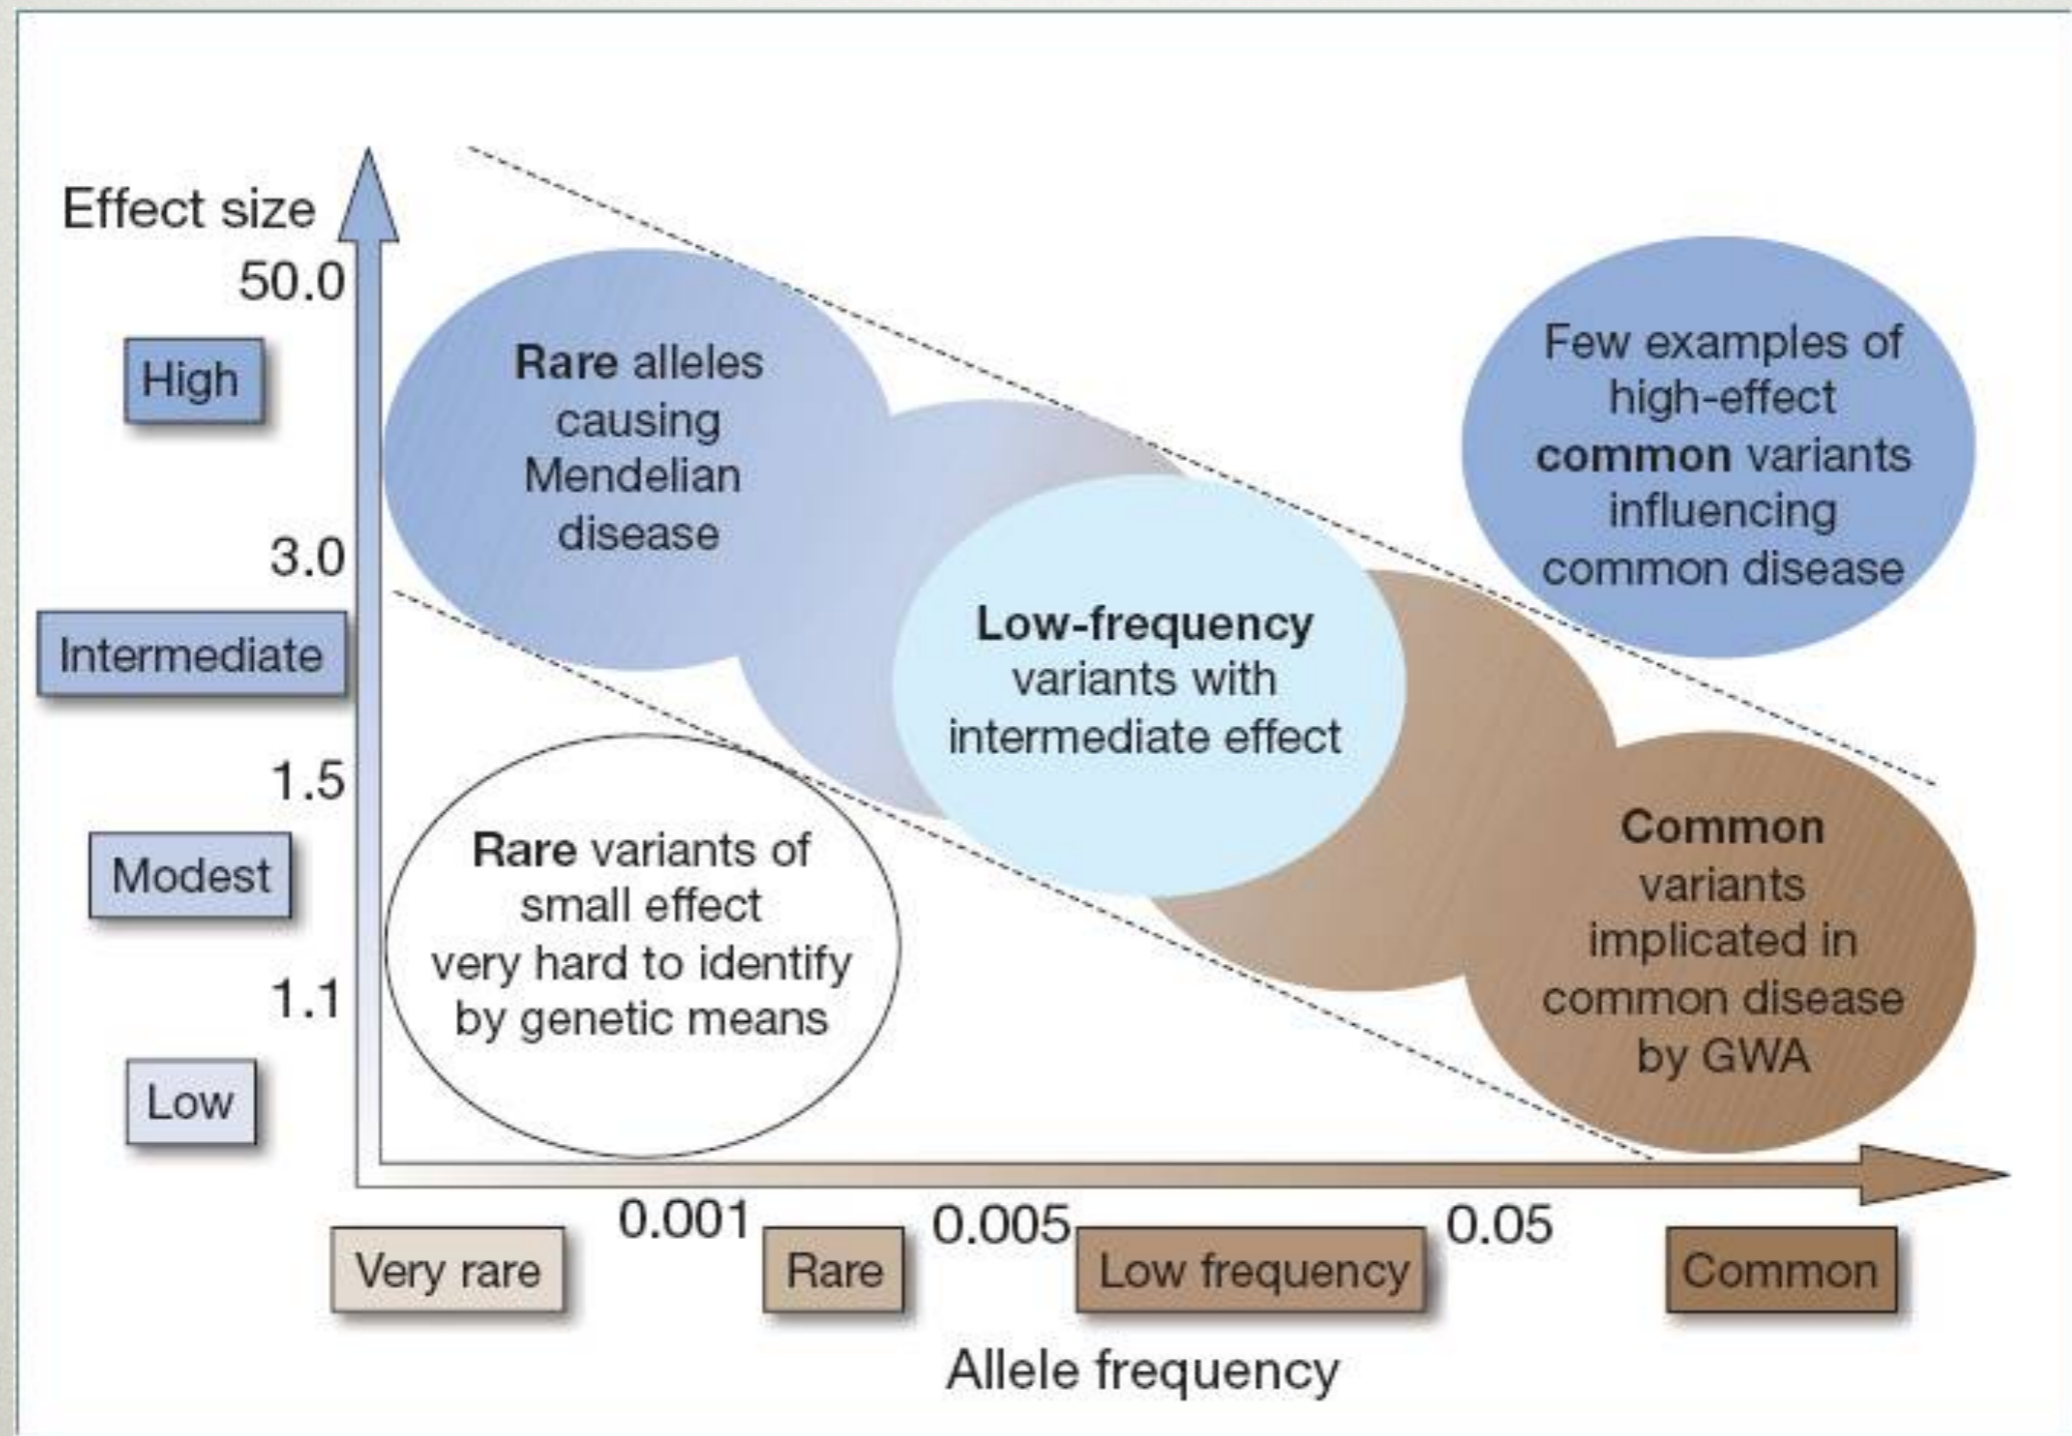 Effect size
50.0
High
3.0
Intermediate
1.5
Modest
1.1
Low
Rare alleles
causing
Mendelian
disease
Few examples of
high-effect
common variants
influencing
common disease
Low-frequency
variants with
intermediate effect
Rare variants of
small effect
very hard to identify
by genetic means
Common
variants
implicated in
common disease
by GWA
0.001
0.005
0.05
Very rare
Rare
Low frequency
Common
Allele frequency